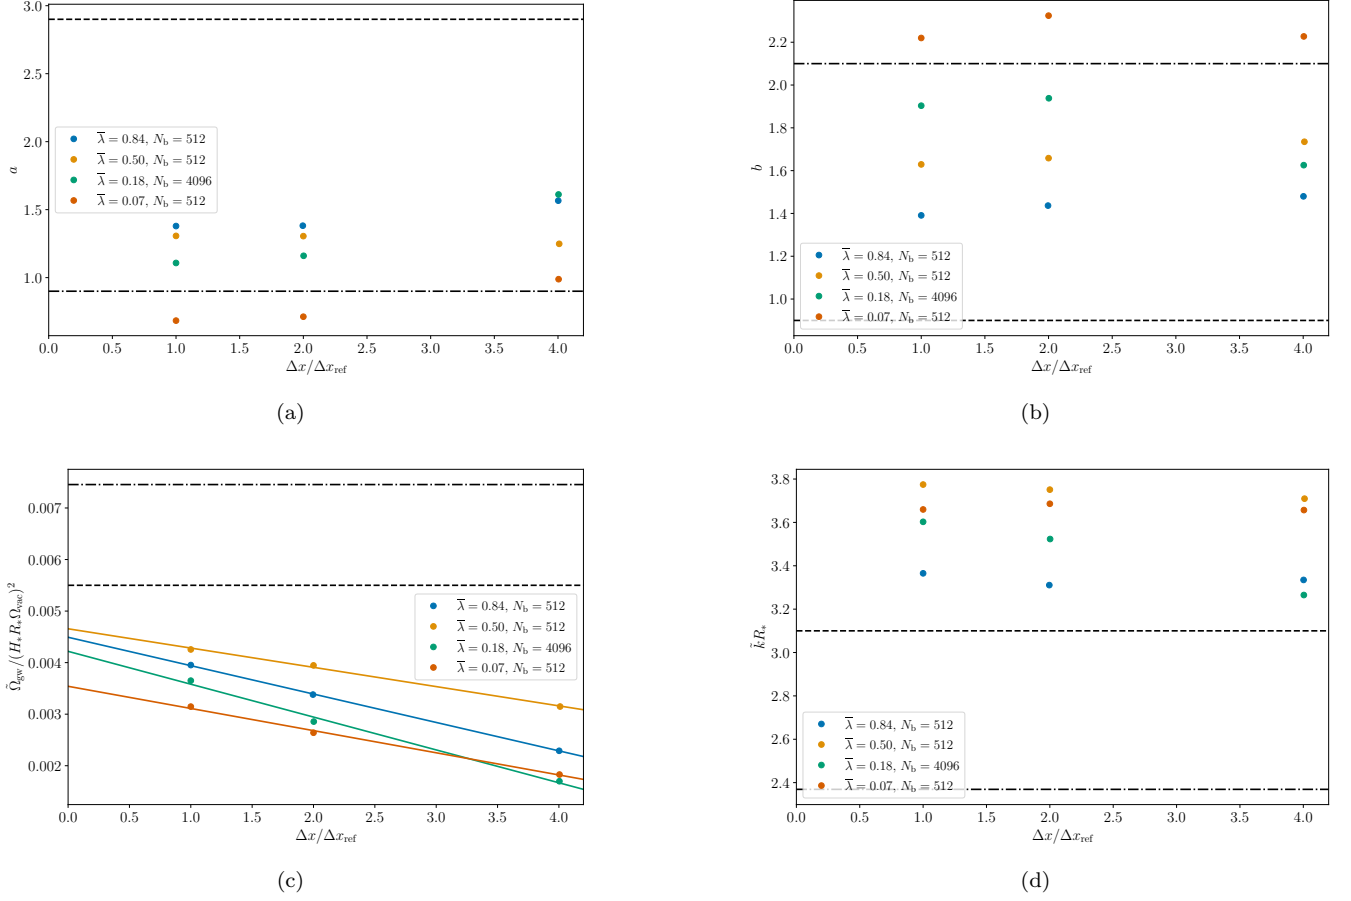 3.0
2.5
2.0
1.5
1.0
a
λ̅ = 0.84, N_b = 512
λ̅ = 0.50, N_b = 512
λ̅ = 0.18, N_b = 4096
λ̅ = 0.07, N_b = 512
0.0 0.5 1.0 1.5 2.0 2.5 3.0 3.5 4.0
Δx/Δx_ref
(a)
2.2
2.0
1.8
1.6
1.4
1.2
1.0
b
λ̅ = 0.84, N_b = 512
λ̅ = 0.50, N_b = 512
λ̅ = 0.18, N_b = 4096
λ̅ = 0.07, N_b = 512
0.0 0.5 1.0 1.5 2.0 2.5 3.0 3.5 4.0
Δx/Δx_ref
(b)
0.007
0.006
0.005
0.004
0.003
0.002
Ω̃_gw/(H_*R_*Ω_vac)^2
λ̅ = 0.84, N_b = 512
λ̅ = 0.50, N_b = 512
λ̅ = 0.18, N_b = 4096
λ̅ = 0.07, N_b = 512
0.0 0.5 1.0 1.5 2.0 2.5 3.0 3.5 4.0
Δx/Δx_ref
(c)
3.8
3.6
3.4
3.2
3.0
2.8
2.6
2.4
k̃R_*
λ̅ = 0.84, N_b = 512
λ̅ = 0.50, N_b = 512
λ̅ = 0.18, N_b = 4096
λ̅ = 0.07, N_b = 512
0.0 0.5 1.0 1.5 2.0 2.5 3.0 3.5 4.0
Δx/Δx_ref
(d)